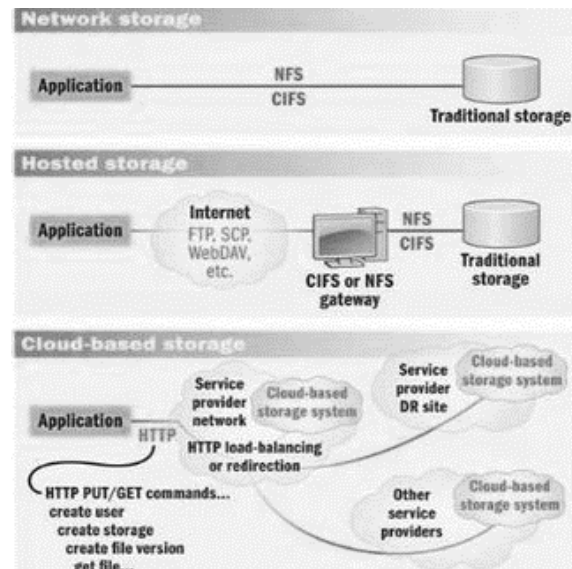 Network storage
Application
NFS
CIFS
Traditional storage
Hosted storage
Application
Internet
FTP, SCP,
WebDAV,
etc.
CIFS or NFS
gateway
NFS
CIFS
Traditional
storage
Cloud-based storage
Application
HTTP
Service
provider
network
Cloud-based
storage system
HTTP load-balancing
or redirection
Service
provider
DR site
Cloud-based
storage system
Other
service
providers
Cloud-based
storage system
HTTP PUT/GET commands...
create user
create storage
create file version
get file...